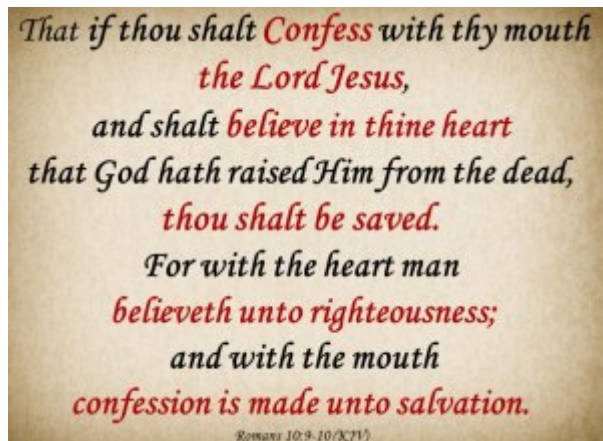 That if thou shalt Confess with thy mouth
the Lord Jesus,
and shalt believe in thine heart
that God hath raised Him from the dead,
thou shalt be saved.
For with the heart man
believeth unto righteousness;
and with the mouth
confession is made unto salvation.
Romans 10:9-10(KJV)